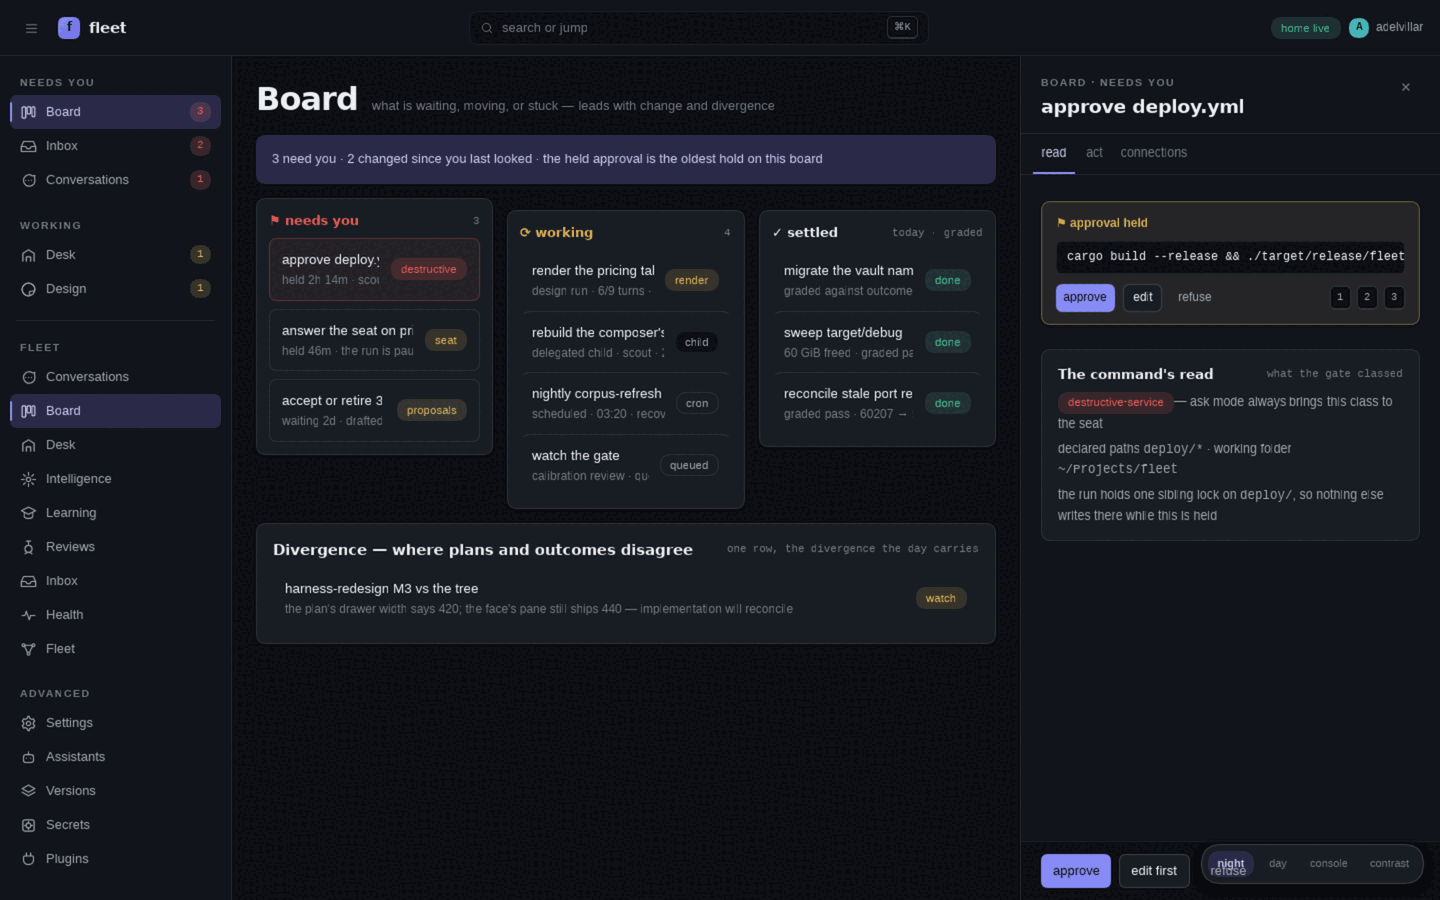 f fleet
search or jump ⌘K
home live A adelvillar
NEEDS YOU
Board 3
Inbox 2
Conversations 1
WORKING
Desk 1
Design 1
FLEET
Conversations
Board
Desk
Intelligence
Learning
Reviews
Inbox
Health
Fleet
ADVANCED
Settings
Assistants
Versions
Secrets
Plugins
Board what is waiting, moving, or stuck — leads with change and divergence
3 need you · 2 changed since you last looked · the held approval is the oldest hold on this board
⚑ needs you 3
approve deploy.y destructive
held 2h 14m · scou
answer the seat on pri seat
held 46m · the run is pau
accept or retire 3 proposals
waiting 2d · drafted
⟳ working 4
render the pricing tal render
design run · 6/9 turns ·
rebuild the composer's child
delegated child · scout ·
nightly corpus-refresh cron
scheduled · 03:20 · recov
watch the gate queued
calibration review · qu
✓ settled today · graded
migrate the vault nam done
graded against outcome
sweep target/debug done
60 GiB freed · graded pa
reconcile stale port re done
graded pass · 60207 →
Divergence — where plans and outcomes disagree one row, the divergence the day carries
harness-redesign M3 vs the tree watch
the plan's drawer width says 420; the face's pane still ships 440 — implementation will reconcile
BOARD · NEEDS YOU
approve deploy.yml ×
read act connections
⚑ approval held
cargo build --release && ./target/release/fleet
approve edit refuse 1 2 3
The command's read what the gate classed
destructive-service — ask mode always brings this class to
the seat
declared paths deploy/* · working folder
~/Projects/fleet
the run holds one sibling lock on deploy/, so nothing else
writes there while this is held
approve edit first refuse
night day console contrast